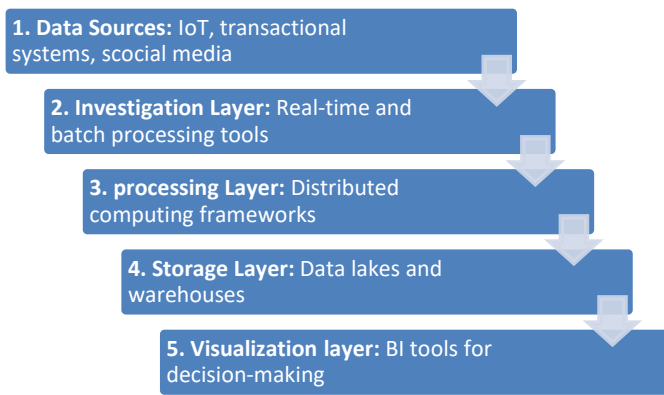 1. Data Sources: IoT, transactional
systems, scocial media
2. Investigation Layer: Real-time and
batch processing tools
3. processing Layer: Distributed
computing frameworks
4. Storage Layer: Data lakes and
warehouses
5. Visualization layer: BI tools for
decision-making